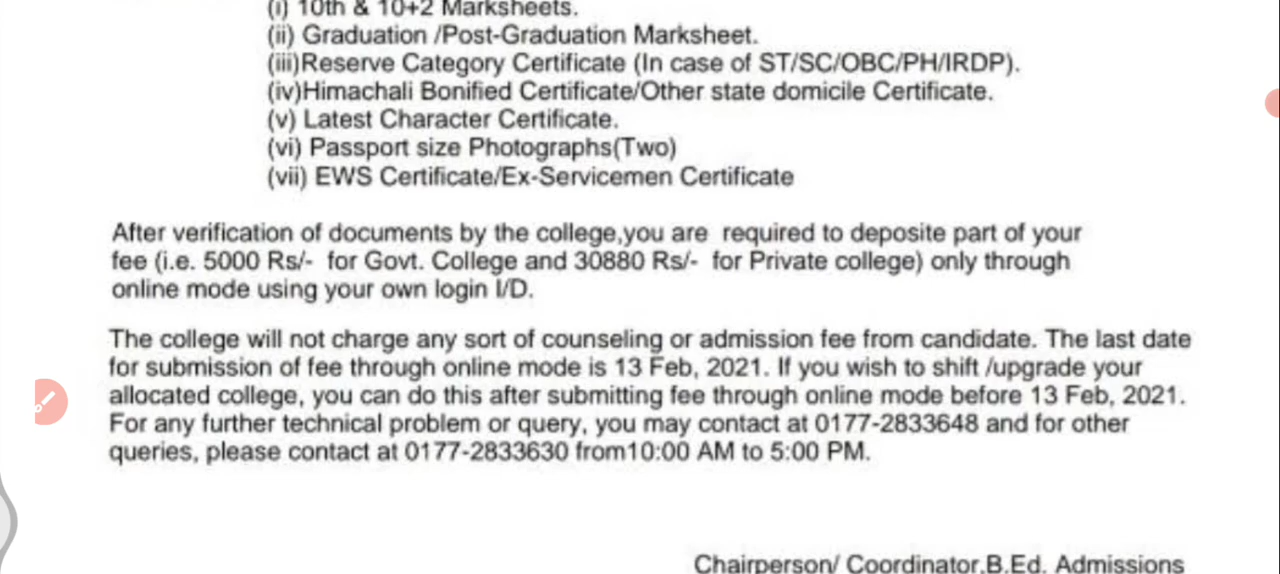 (i) 10th & 10+2 Marksheets.
(ii) Graduation /Post-Graduation Marksheet.
(iii)Reserve Category Certificate (In case of ST/SC/OBC/PH/IRDP).
(iv)Himachali Bonified Certificate/Other state domicile Certificate.
(v) Latest Character Certificate.
(vi) Passport size Photographs(Two)
(vii) EWS Certificate/Ex-Servicemen Certificate
After verification of documents by the college,you are required to deposite part of your
fee (i.e. 5000 Rs/- for Govt. College and 30880 Rs/- for Private college) only through
online mode using your own login I/D.
The college will not charge any sort of counseling or admission fee from candidate. The last date
for submission of fee through online mode is 13 Feb, 2021. If you wish to shift /upgrade your
allocated college, you can do this after submitting fee through online mode before 13 Feb, 2021.
For any further technical problem or query, you may contact at 0177-2833648 and for other
queries, please contact at 0177-2833630 from10:00 AM to 5:00 PM.
Chairperson/ Coordinator,B.Ed. Admissions